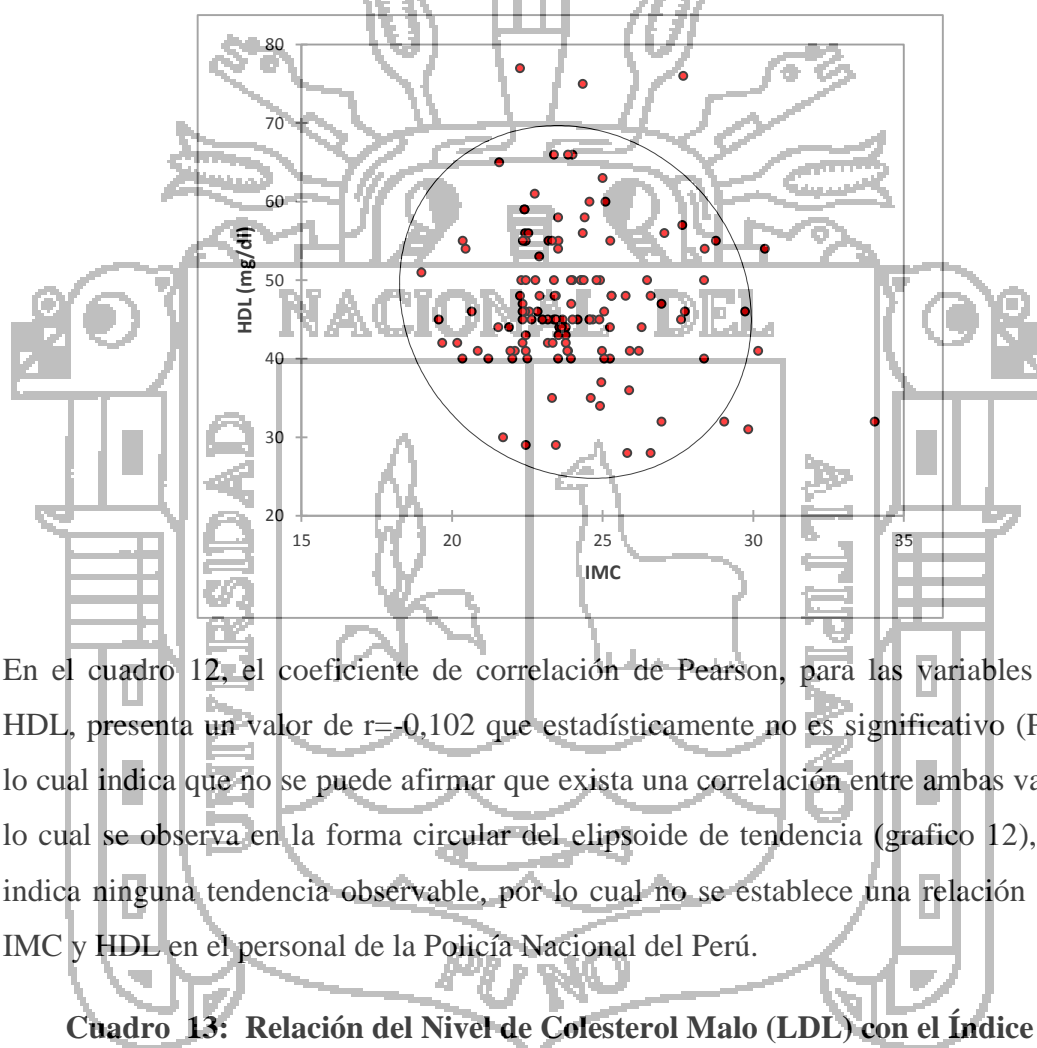 80
70
60
50
40
30
20
HDL (mg/dl)
15 20 25 30 35
IMC
UNIVERSIDAD
NACIONAL DEL
ALTIPLANO
PUNO
En el cuadro 12, el coeficiente de correlación de Pearson, para las variables
HDL, presenta un valor de r=-0,102 que estadísticamente no es significativo
lo cual indica que no se puede afirmar que exista una correlación entre ambas
lo cual se observa en la forma circular del elipsoide de tendencia (grafico 12),
indica ninguna tendencia observable, por lo cual no se establece una relación
IMC y HDL en el personal de la Policía Nacional del Perú.
Cuadro 13: Relación del Nivel de Colesterol Malo (LDL) con el Índice